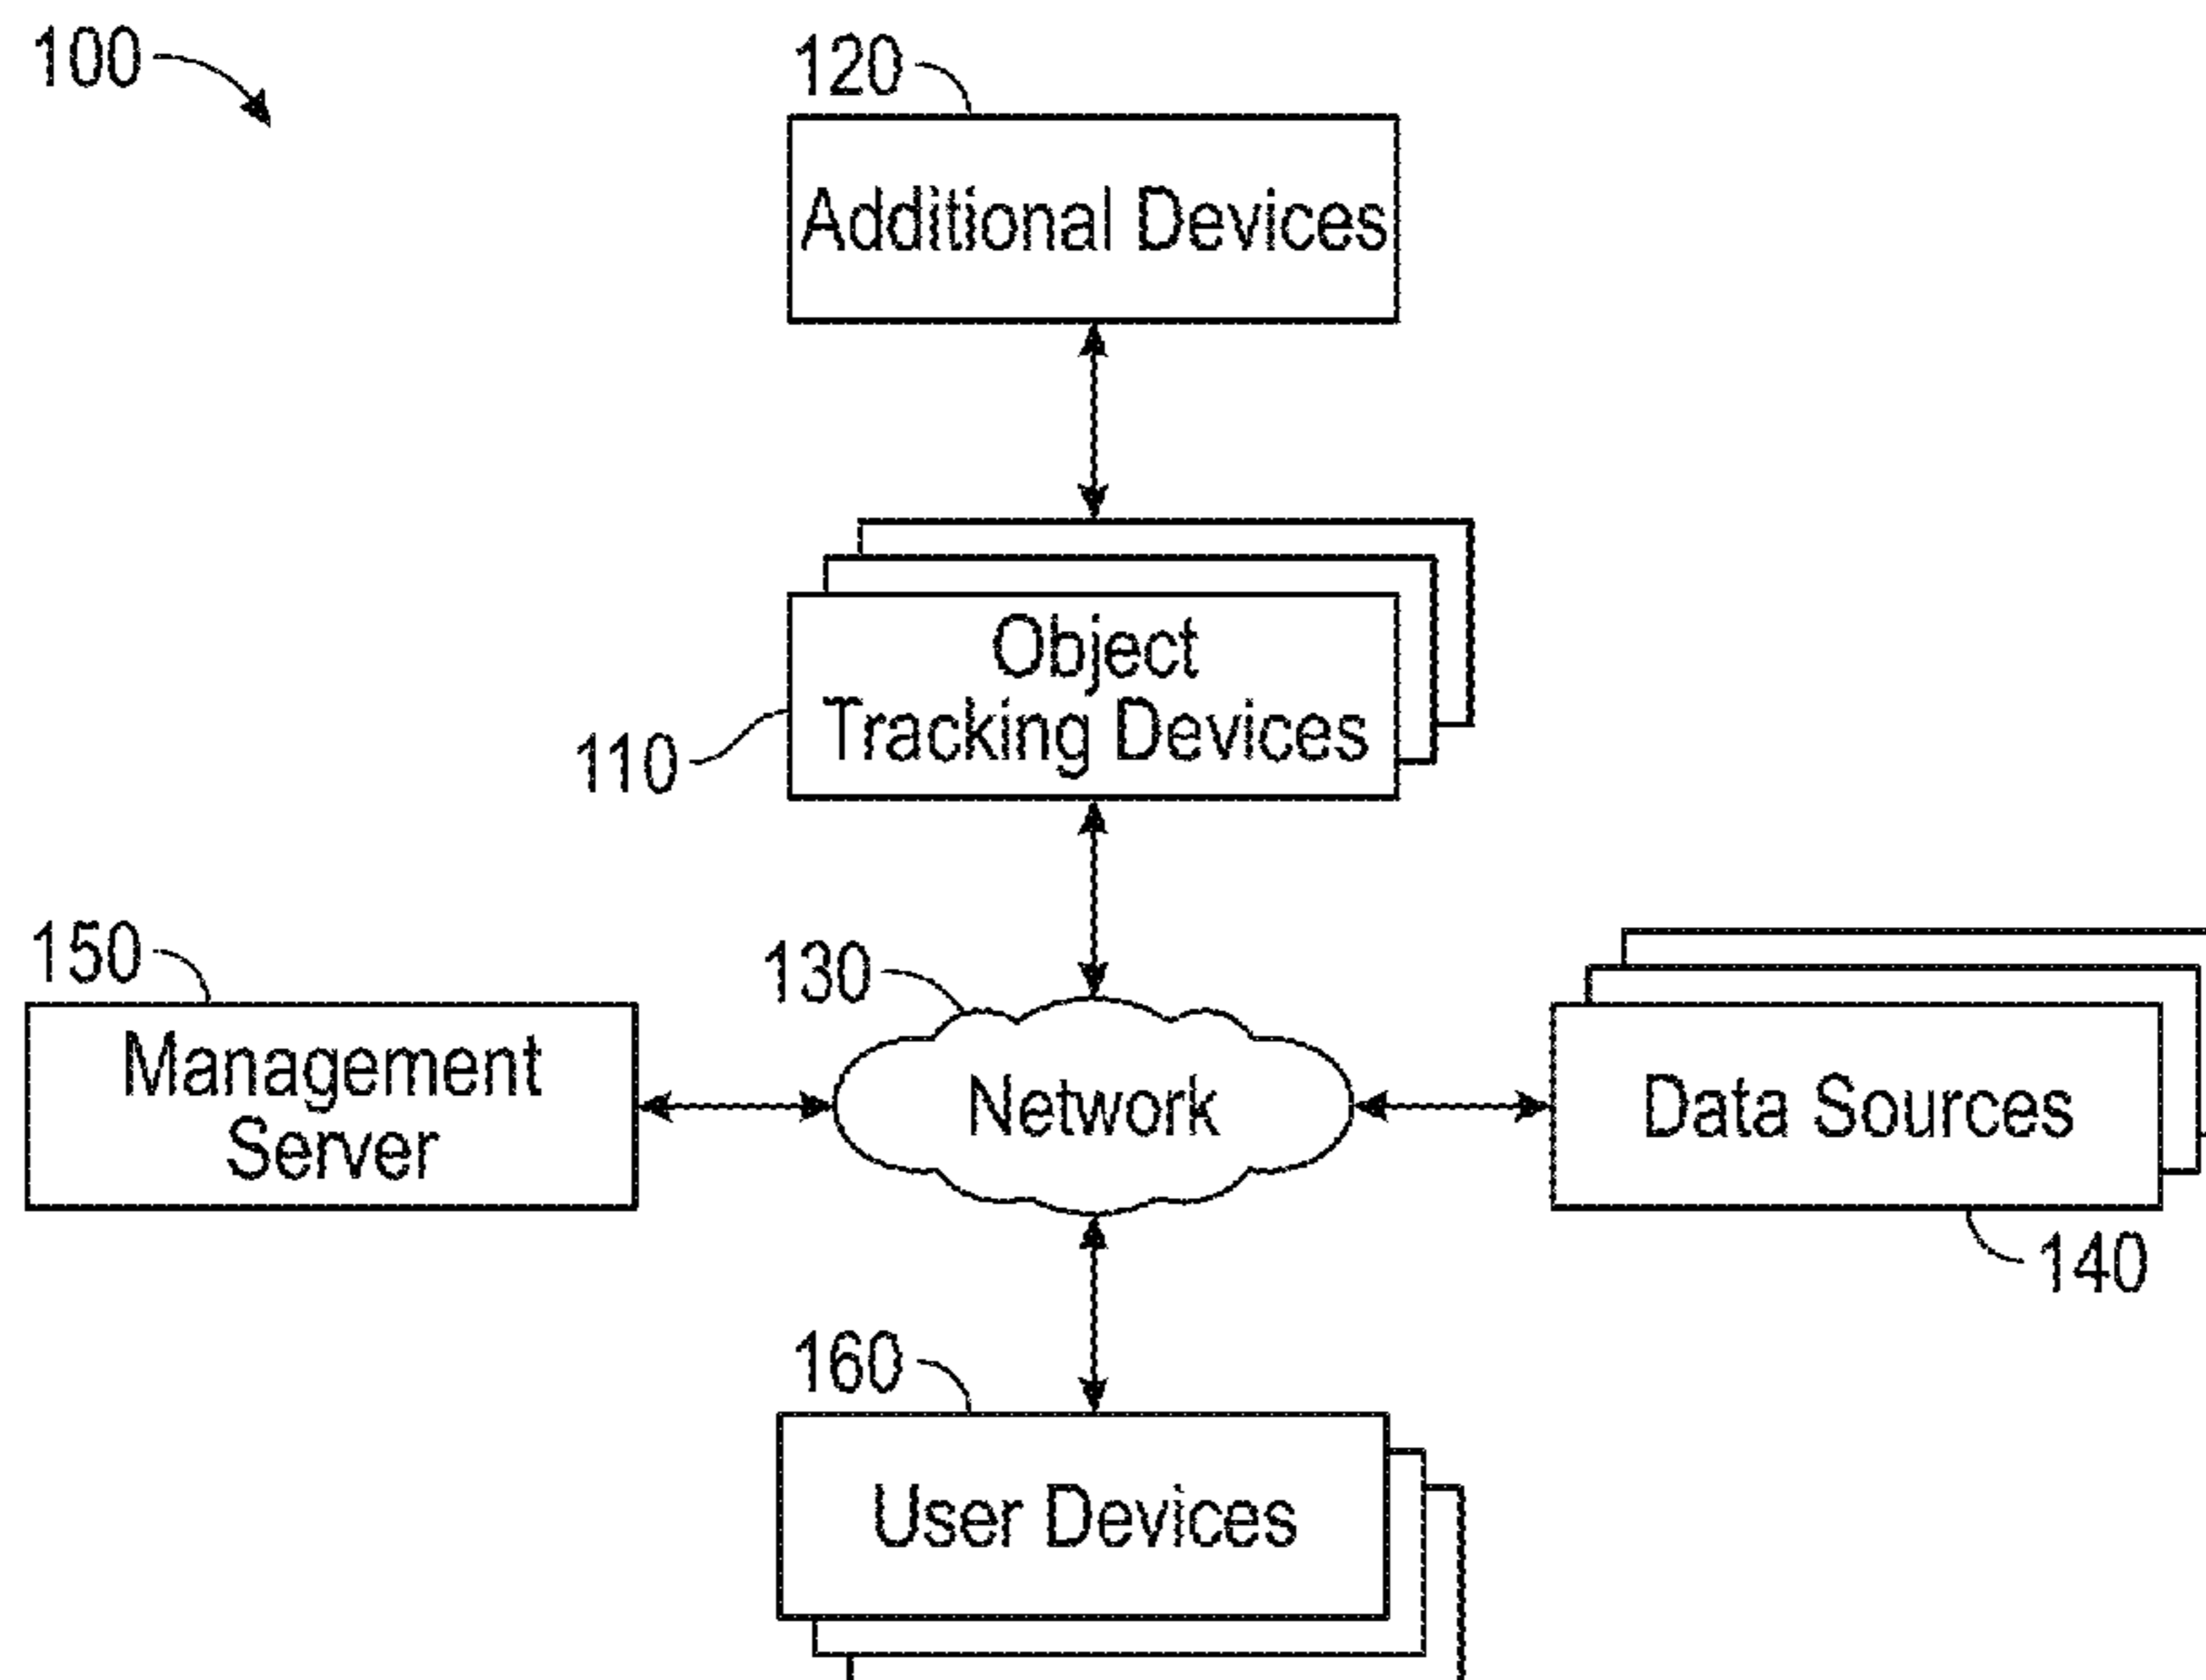 100
120
Additional Devices
Object
Tracking Devices
110
150
130
Management
Server
Network
Data Sources
140
160
User Devices